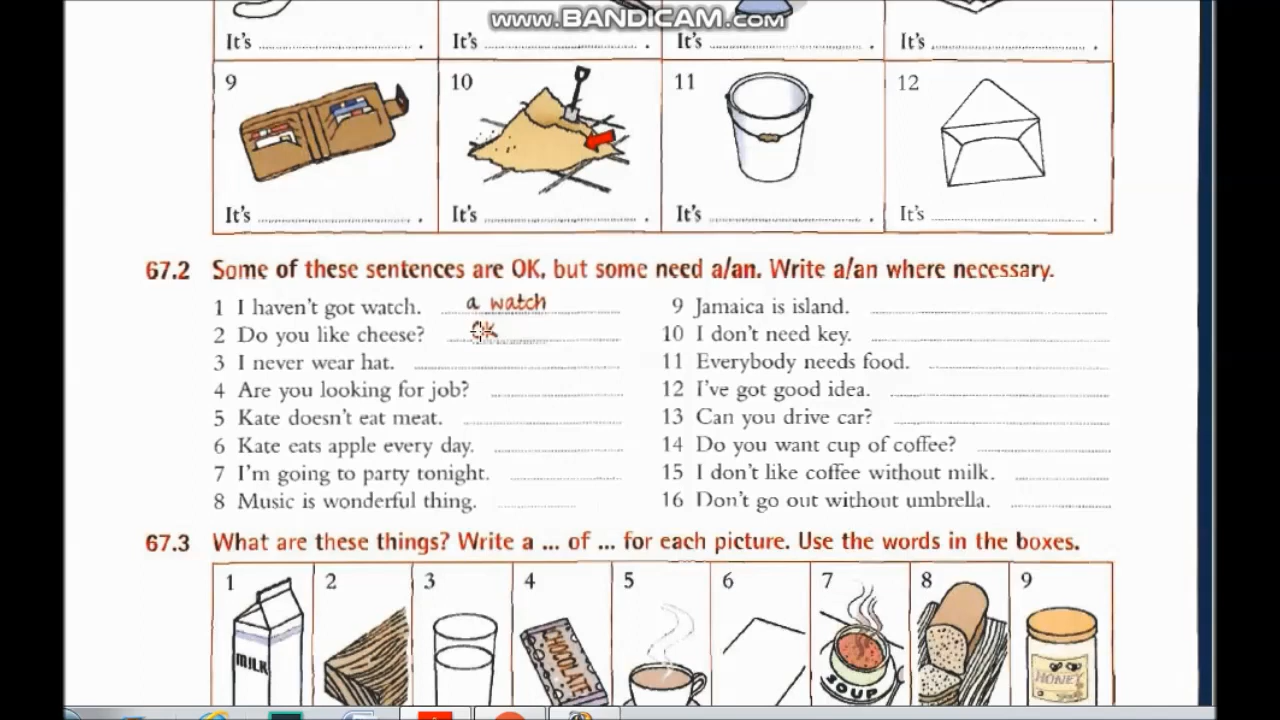 www.BANDICAM.com
It's ........ . It's ........ . It's ........ . It's ........ .
9 10 11 12
It's ........ . It's ........ . It's ........ . It's ........ .
67.2 Some of these sentences are OK, but some need a/an. Write a/an where necessary.
1 I haven't got watch. a watch
2 Do you like cheese? OK
3 I never wear hat.
4 Are you looking for job?
5 Kate doesn't eat meat.
6 Kate eats apple every day.
7 I'm going to party tonight.
8 Music is wonderful thing.
9 Jamaica is island.
10 I don't need key.
11 Everybody needs food.
12 I've got good idea.
13 Can you drive car?
14 Do you want cup of coffee?
15 I don't like coffee without milk.
16 Don't go out without umbrella.
67.3 What are these things? Write a ... of ... for each picture. Use the words in the boxes.
1 2 3 4 5 6 7 8 9
MILK
CHOCOLATE
SOUP
HONEY